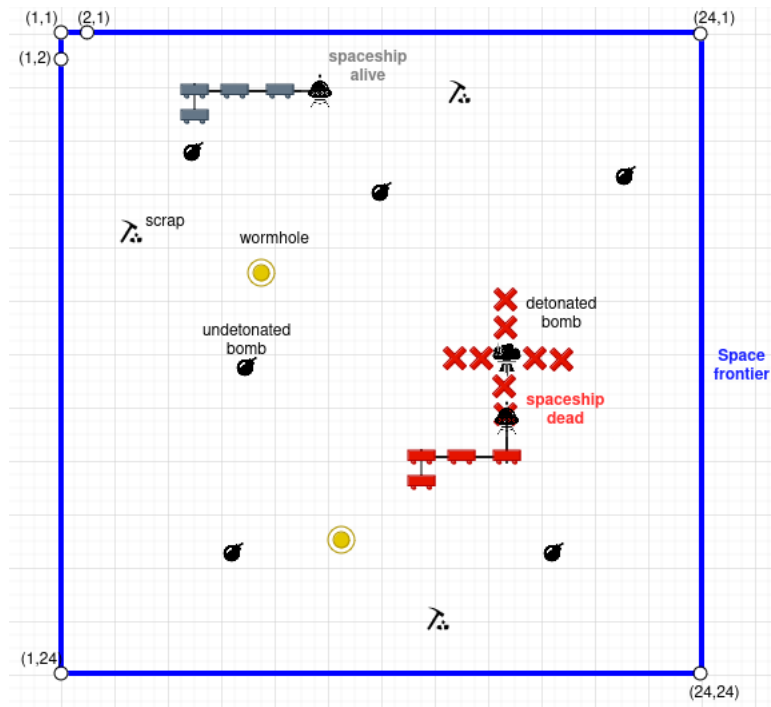 (1,1)
(2,1)
(24,1)
(1,2)
spaceship
alive
scrap
wormhole
detonated
bomb
undetonated
bomb
Space
frontier
spaceship
dead
(1,24)
(24,24)